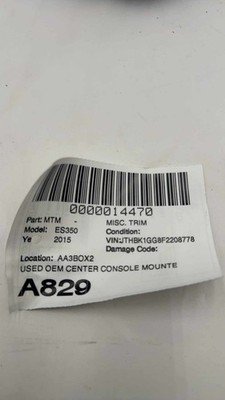 0000014470
Part: MTM - MISC. TRIM
Model: ES350 Condition:
Ye 2015 VIN:JTHBK1GG8F2208778
Damage Code:
Location: AA3BOX2
USED OEM CENTER CONSOLE MOUNTE
A829